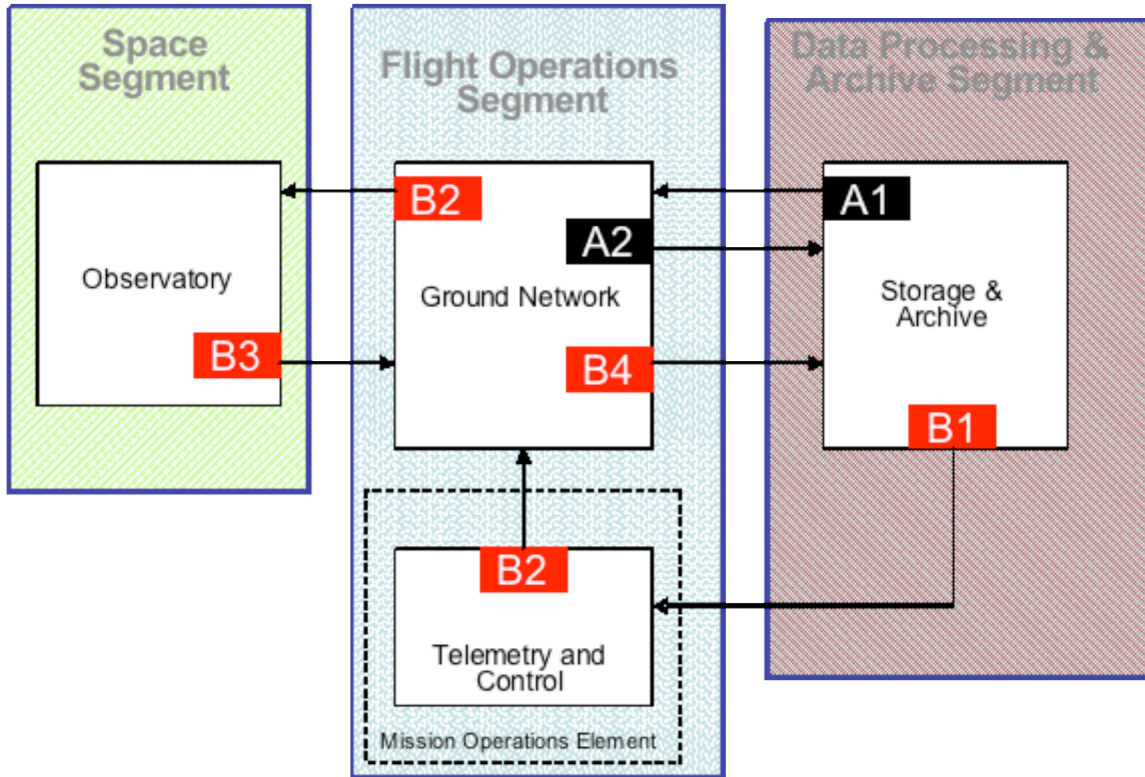 Space
Segment
Flight Operations
Segment
Data Processing &
Archive Segment
B2
A1
A2
Observatory
Ground Network
Storage &
Archive
B3
B4
B1
B2
Telemetry and
Control
Mission Operations Element